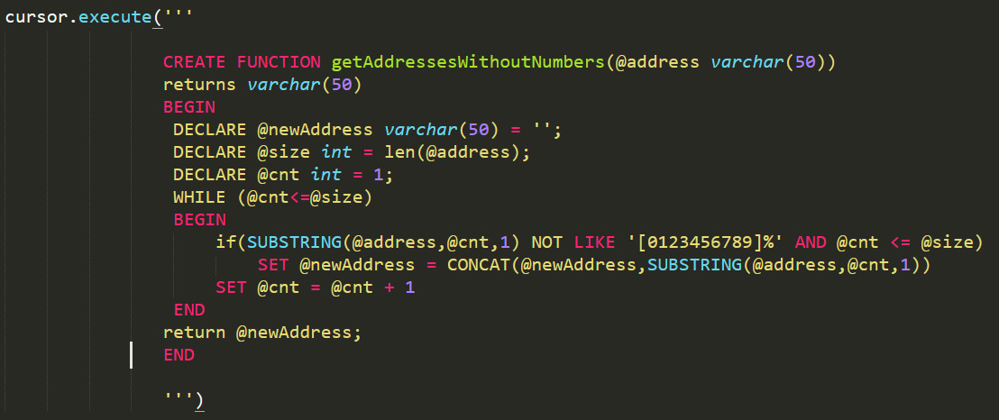 cursor.execute('''
CREATE FUNCTION getAddressesWithoutNumbers(@address varchar(50))
returns varchar(50)
BEGIN
DECLARE @newAddress varchar(50) = '';
DECLARE @size int = len(@address);
DECLARE @cnt int = 1;
WHILE (@cnt<=@size)
BEGIN
if(SUBSTRING(@address,@cnt,1) NOT LIKE '[0123456789]%' AND @cnt <= @size)
SET @newAddress = CONCAT(@newAddress,SUBSTRING(@address,@cnt,1))
SET @cnt = @cnt + 1
END
return @newAddress;
END
''')